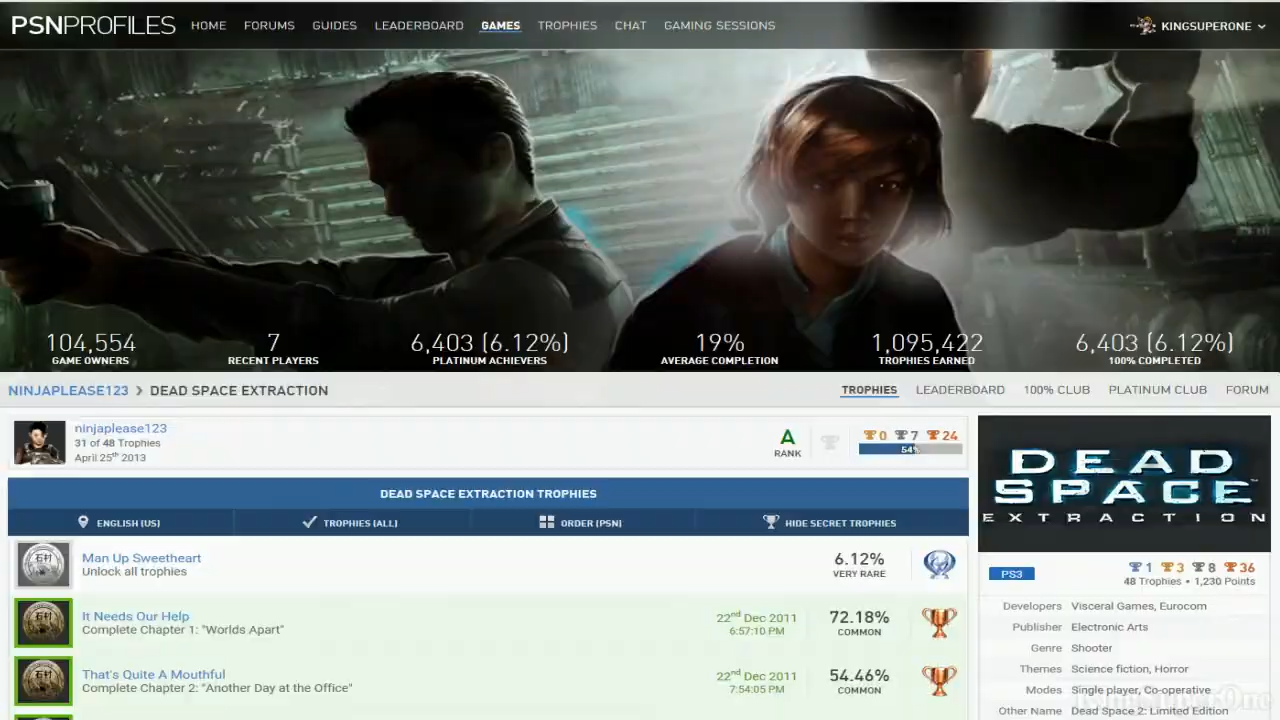 PSNPROFILES HOME FORUMS GUIDES LEADERBOARD GAMES TROPHIES CHAT GAMING SESSIONS KINGSUPERONE
104,554 7 6,403 (6.12%) 19% 1,095,422 6,403 (6.12%)
GAME OWNERS RECENT PLAYERS PLATINUM ACHIEVERS AVERAGE COMPLETION TROPHIES EARNED 100% COMPLETED
NINJAPLEASE123 > DEAD SPACE EXTRACTION TROPHIES LEADERBOARD 100% CLUB PLATINUM CLUB FORUM
ninjaplease123
31 of 48 Trophies
April 25th 2013
A
RANK
0 7 24
54%
DEAD SPACE EXTRACTION TROPHIES
ENGLISH (US) TROPHIES (ALL) ORDER (PSN) HIDE SECRET TROPHIES
石村
Man Up Sweetheart
Unlock all trophies
6.12%
VERY RARE
石村
It Needs Our Help
Complete Chapter 1: "Worlds Apart"
22nd Dec 2011
6:57:10 PM
72.18%
COMMON
石村
That's Quite A Mouthful
Complete Chapter 2: "Another Day at the Office"
22nd Dec 2011
7:54:05 PM
54.46%
COMMON
DEAD
SPACE™
EXTRACTION
PS3
1 3 8 36
48 Trophies • 1,230 Points
Developers Visceral Games, Eurocom
Publisher Electronic Arts
Genre Shooter
Themes Science fiction, Horror
Modes Single player, Co-operative
Other Name Dead Space 2: Limited Edition
KingSuperOne